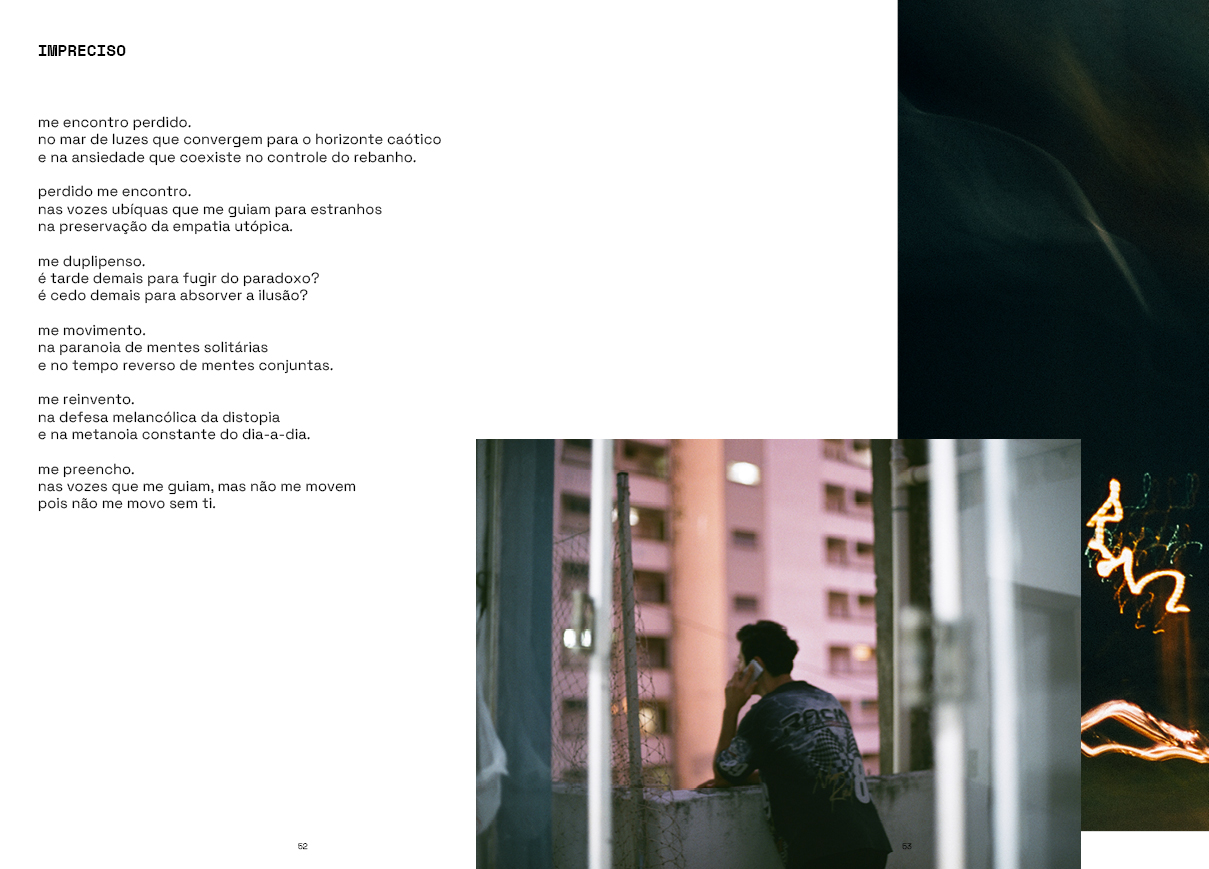 IMPRECISO
me encontro perdido.
no mar de luzes que convergem para o horizonte caótico
e na ansiedade que coexiste no controle do rebanho.
perdido me encontro.
nas vozes ubíquas que me guiam para estranhos
na preservação da empatia utópica.
me duplipenso.
é tarde demais para fugir do paradoxo?
é cedo demais para absorver a ilusão?
me movimento.
na paranoia de mentes solitárias
e no tempo reverso de mentes conjuntas.
me reinvento.
na defesa melancólica da distopia
e na metanoia constante do dia-a-dia.
me preencho.
nas vozes que me guiam, mas não me movem
pois não me movo sem ti.
52
53